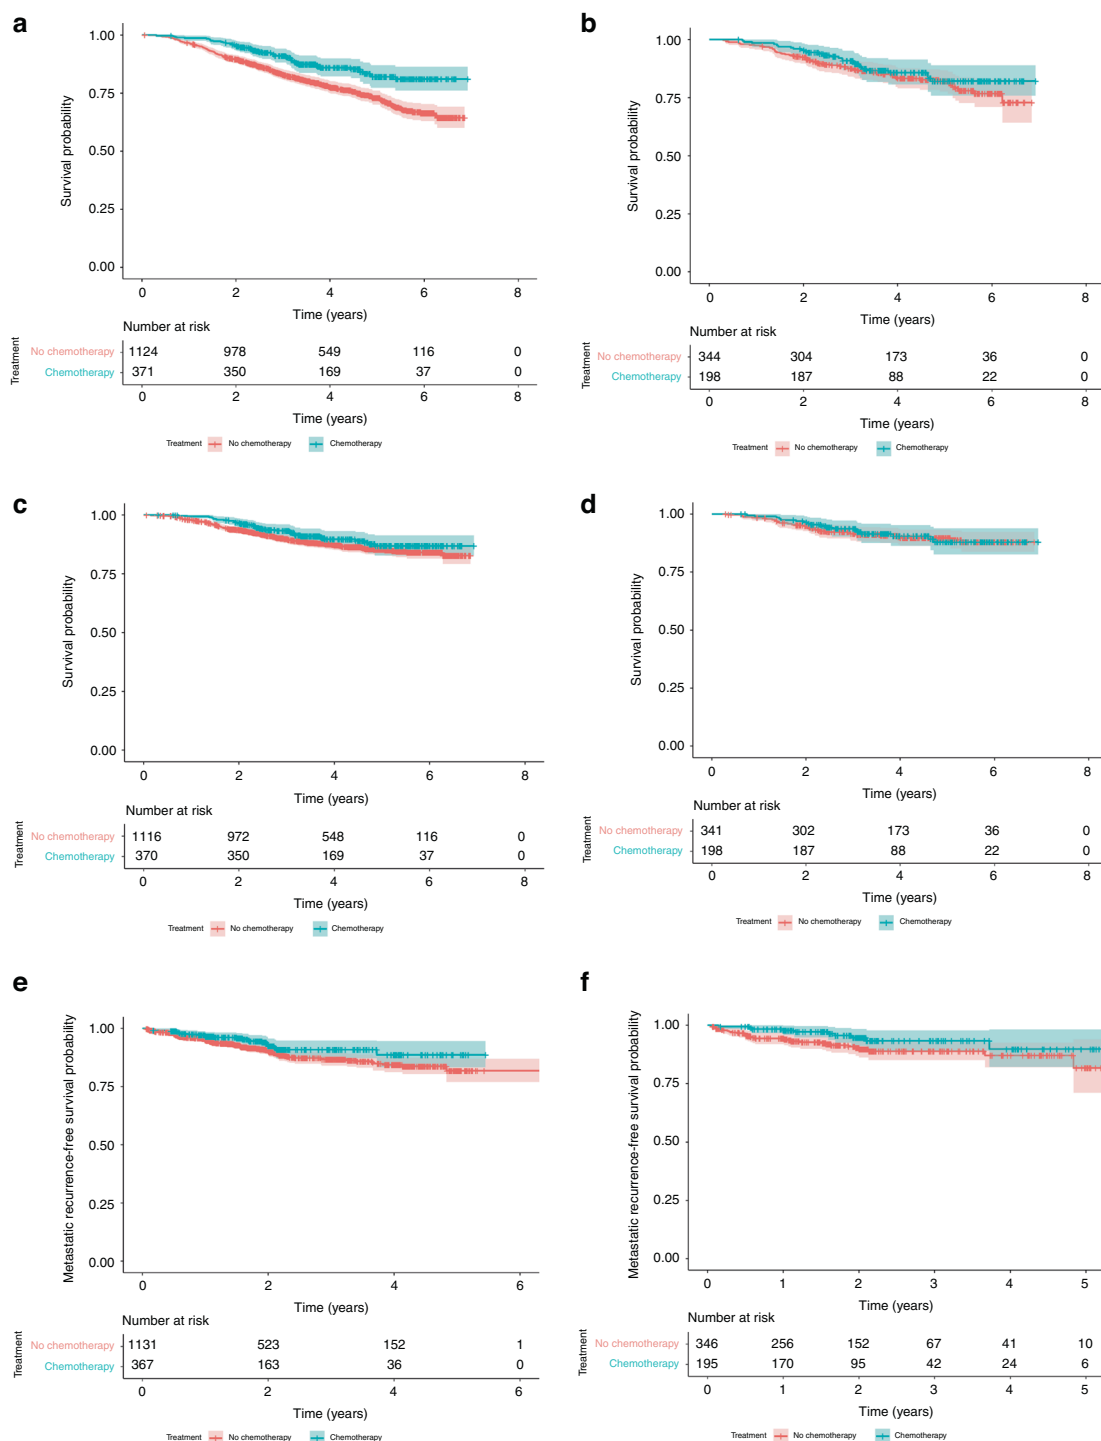 a
1.00
0.75
0.50
0.25
0.00
Survival probability
0 2 4 6 8
Time (years)
Number at risk
Treatment
No chemotherapy 1124 978 549 116 0
Chemotherapy 371 350 169 37 0
0 2 4 6 8
Time (years)
Treatment No chemotherapy Chemotherapy
b
1.00
0.75
0.50
0.25
0.00
Survival probability
0 2 4 6 8
Time (years)
Number at risk
Treatment
No chemotherapy 344 304 173 36 0
Chemotherapy 198 187 88 22 0
0 2 4 6 8
Time (years)
Treatment No chemotherapy Chemotherapy
c
1.00
0.75
0.50
0.25
0.00
Survival probability
0 2 4 6 8
Time (years)
Number at risk
Treatment
No chemotherapy 1116 972 548 116 0
Chemotherapy 370 350 169 37 0
0 2 4 6 8
Time (years)
Treatment No chemotherapy Chemotherapy
d
1.00
0.75
0.50
0.25
0.00
Survival probability
0 2 4 6 8
Time (years)
Number at risk
Treatment
No chemotherapy 341 302 173 36 0
Chemotherapy 198 187 88 22 0
0 2 4 6 8
Time (years)
Treatment No chemotherapy Chemotherapy
e
1.00
0.75
0.50
0.25
0.00
Metastatic recurrence-free survival probability
0 2 4 6
Time (years)
Number at risk
Treatment
No chemotherapy 1131 523 152 1
Chemotherapy 367 163 36 0
0 2 4 6
Time (years)
Treatment No chemotherapy Chemotherapy
f
1.00
0.75
0.50
0.25
0.00
Metastatic recurrence-free survival probability
0 1 2 3 4 5
Time (years)
Number at risk
Treatment
No chemotherapy 346 256 152 67 41 10
Chemotherapy 195 170 95 42 24 6
0 1 2 3 4 5
Time (years)
Treatment No chemotherapy Chemotherapy